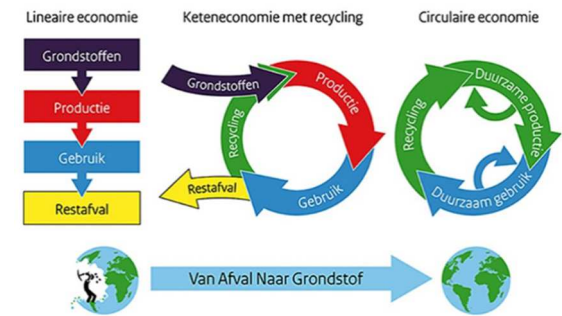 Lineaire economie
Grondstoffen
Productie
Gebruik
Restafval
Keteneconomie met recycling
Grondstoffen
Productie
Gebruik
Recycling
Restafval
Circulaire economie
Duurzame productie
Duurzaam gebruik
Recycling
Van Afval Naar Grondstof